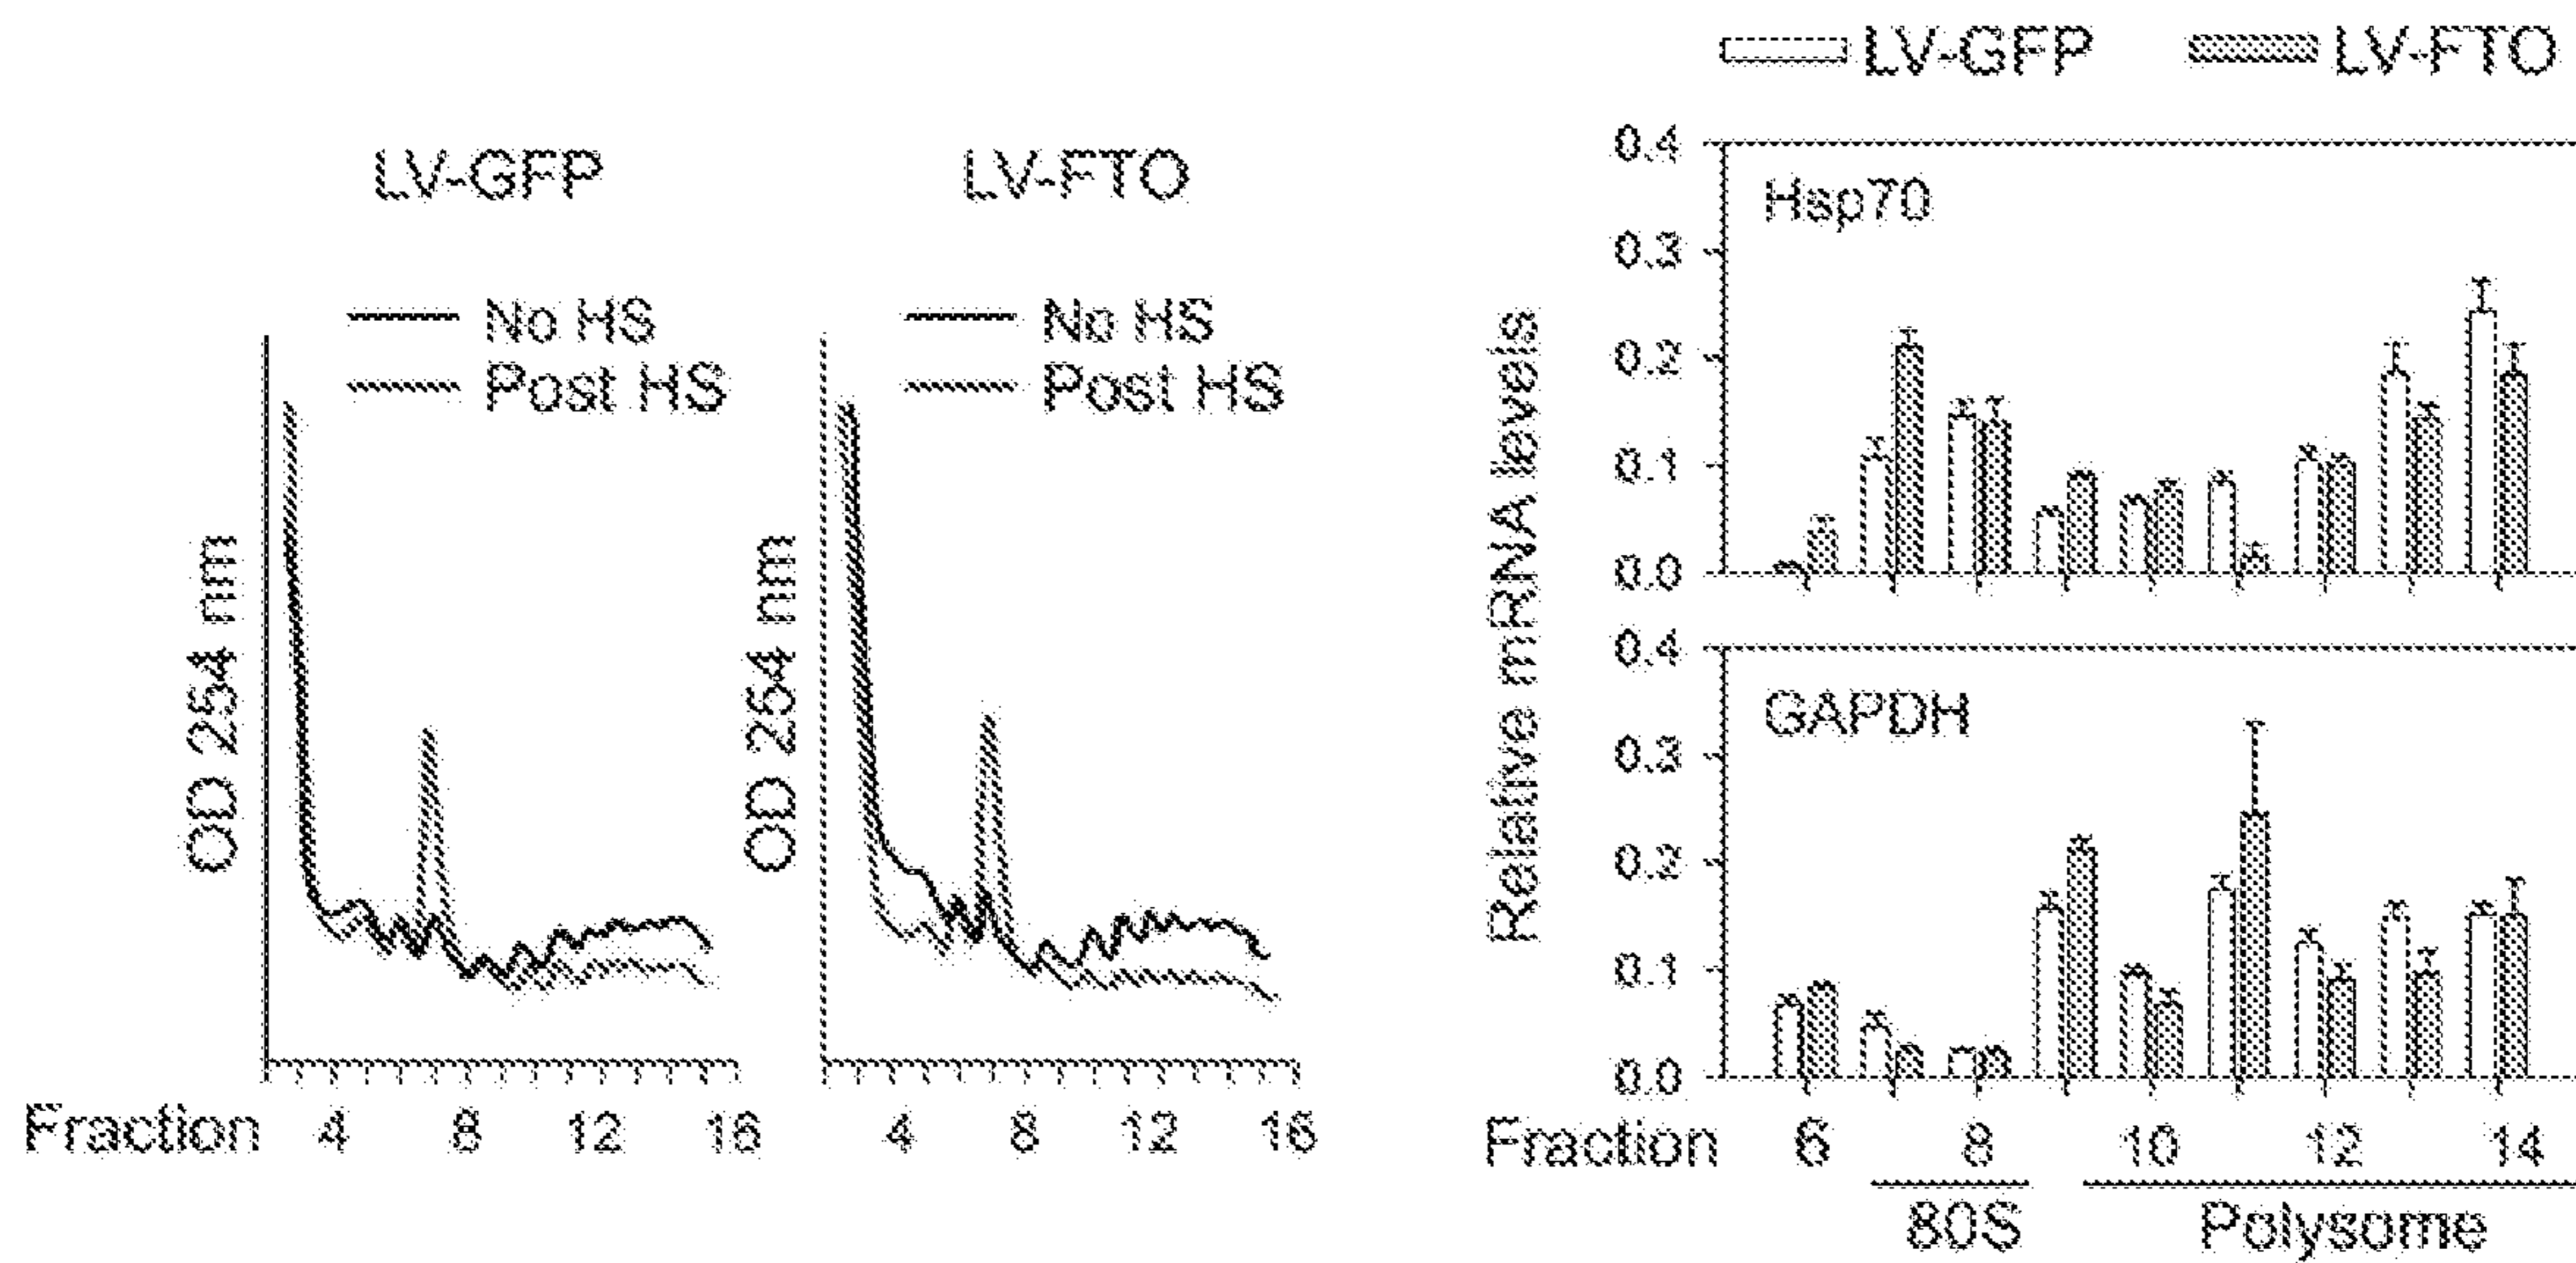 LV-GFP LV-FTO
LV-GFP
No HS
Post HS
OD 254 nm
Fraction 4 8 12 16
LV-FTO
No HS
Post HS
OD 254 nm
4 8 12 16
Relative mRNA levels
0.4
0.3
0.2
0.1
0.0
Hsp70
0.4
0.3
0.2
0.1
0.0
GAPDH
Fraction 6 8 10 12 14
80S Polysome